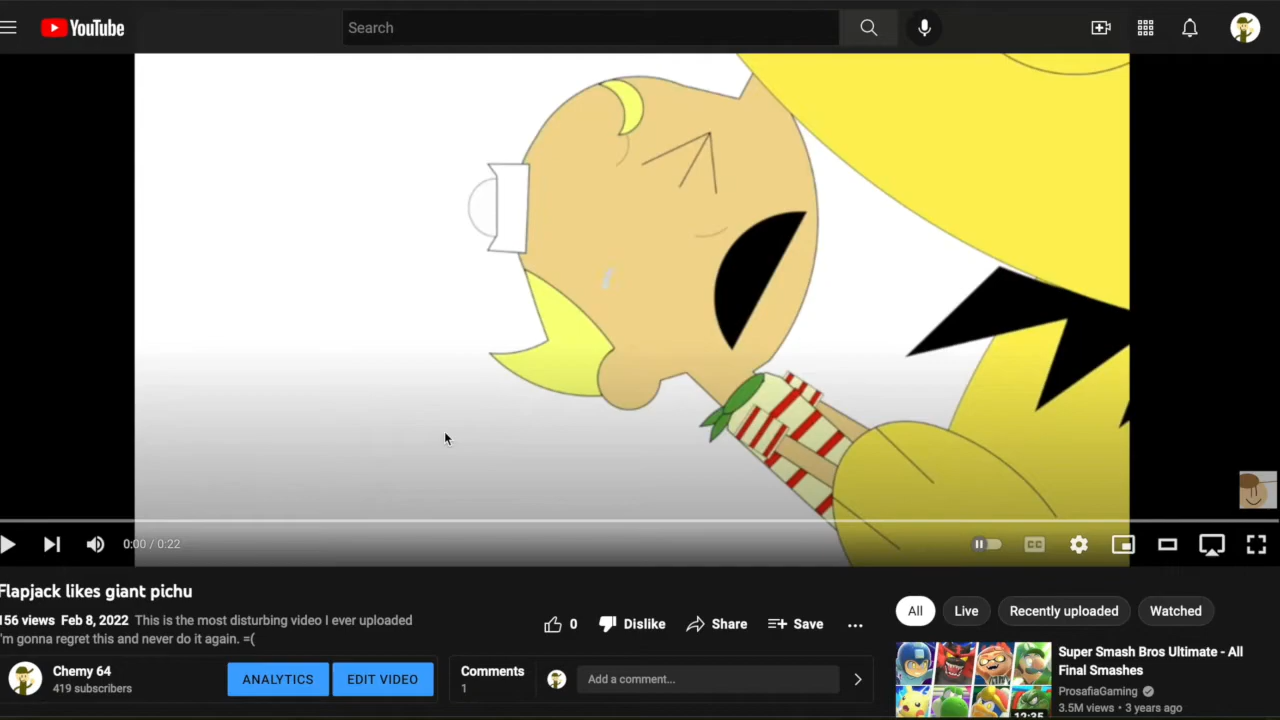 YouTube
Search
0:00 / 0:22
CC
Flapjack likes giant pichu
156 views Feb 8, 2022 This is the most disturbing video I ever uploaded
'm gonna regret this and never do it again. =(
0
Dislike
Share
Save
...
Chemy 64
419 subscribers
ANALYTICS
EDIT VIDEO
Comments
1
Add a comment...
All
Live
Recently uploaded
Watched
Super Smash Bros Ultimate - All
Final Smashes
ProsafiaGaming
3.5M views • 3 years ago
12:35